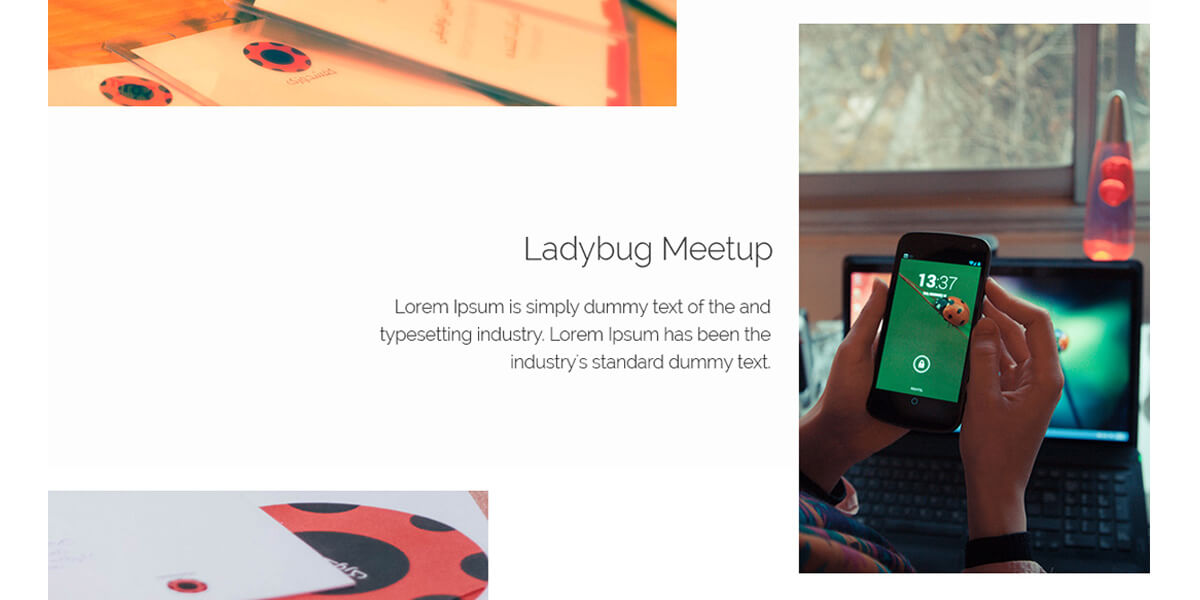 Ladybug Meetup
Lorem Ipsum is simply dummy text of the and
typesetting industry. Lorem Ipsum has been the
industry's standard dummy text.
13:37